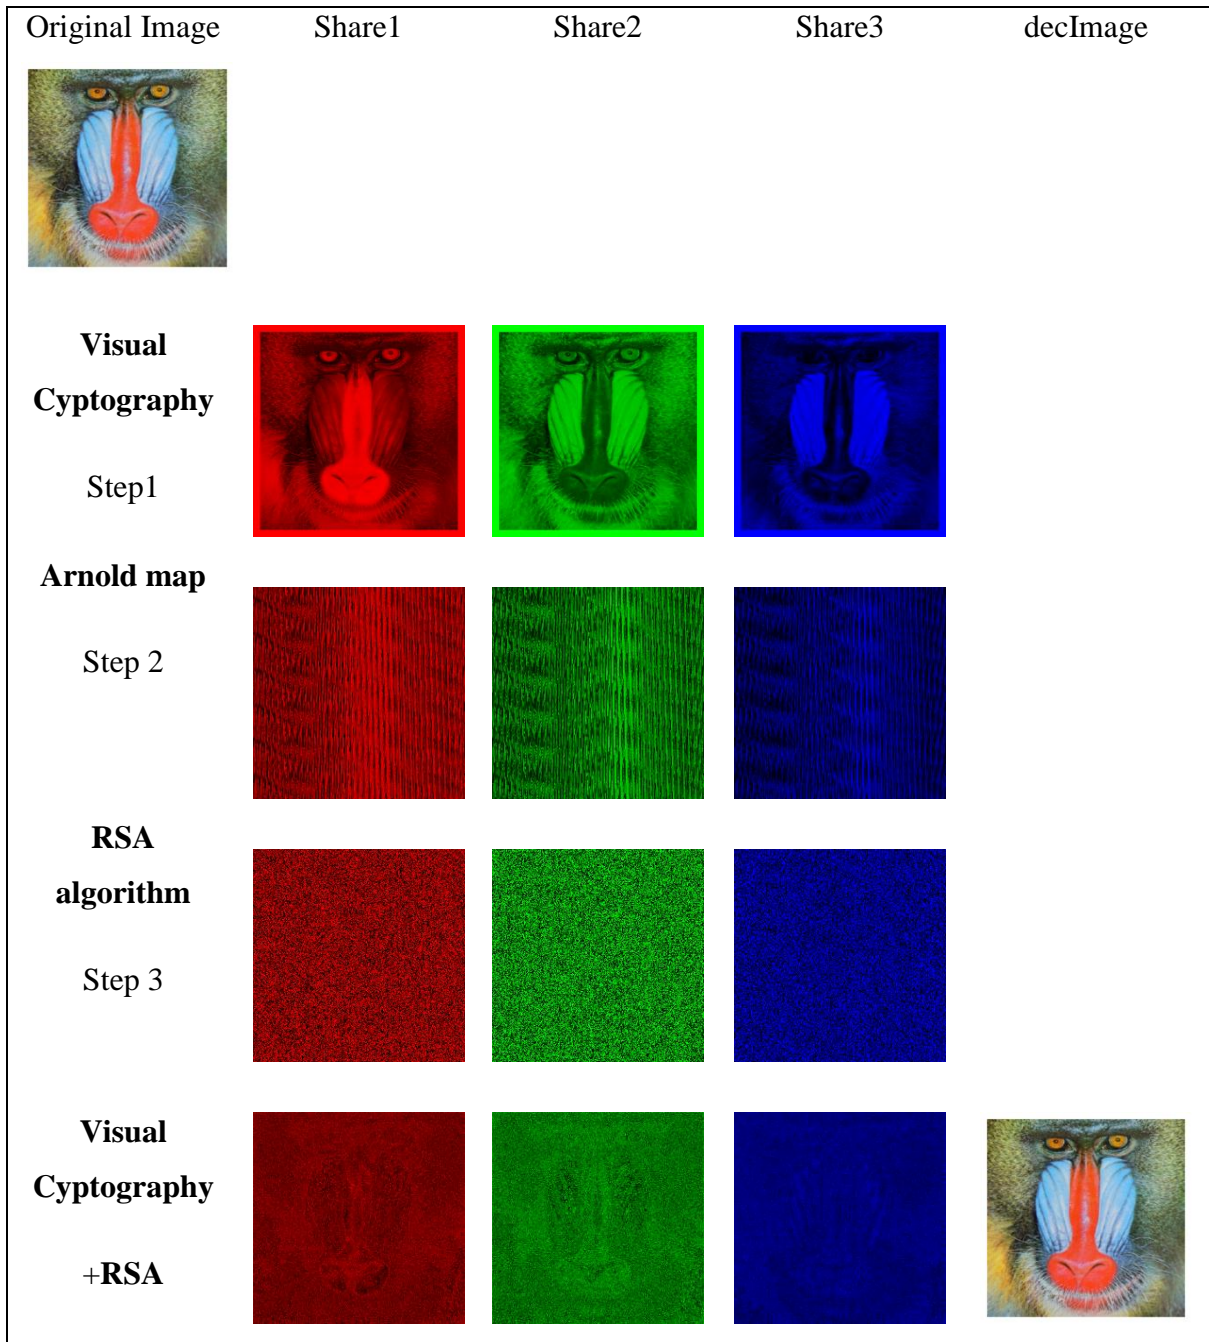 Original Image Share1 Share2 Share3 decImage
Visual
Cyptography
Step1
Arnold map
Step 2
RSA
algorithm
Step 3
Visual
Cyptography
+RSA